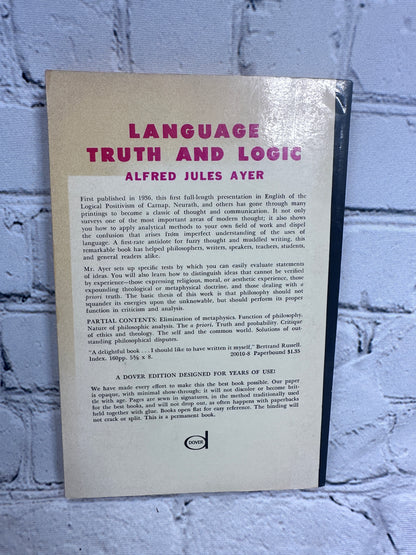 LANGUAGE
TRUTH AND LOGIC
ALFRED JULES AYER
First published in 1936, this first full-length presentation in English of the
Logical Positivism of Carnap, Neurath, and others has gone through many
printings to become a classic of thought and communication. It not only
surveys one of the most important areas of modern thought; it also shows
you how to apply analytical methods to your own field of work and dispel
the confusion that arises from imperfect understanding of the uses of
language. A first-rate antidote for fuzzy thought and muddled writing, this
remarkable book has helped philosophers, writers, speakers, teachers, students,
and general readers alike.
Mr. Ayer sets up specific tests by which you can easily evaluate statements
of ideas. You will also learn how to distinguish ideas that cannot be verified
by experience—those expressing religious, moral, or aesthetic experience, those
expounding theological or metaphysical doctrine, and those dealing with a
priori truth. The basic thesis of this work is that philosophy should not
squander its energies upon the unknowable, but should perform its proper
function in criticism and analysis.
PARTIAL CONTENTS: Elimination of metaphysics. Function of philosophy.
Nature of philosophic analysis. The a priori. Truth and probability. Critique
of ethics and theology. The self and the common world. Solutions of out-
standing philosophical disputes.
"A delightful book . . . I should like to have written it myself," Bertrand Russell.
Index. 160pp. 5⅜ x 8. 20010-8 Paperbound $1.35
A DOVER EDITION DESIGNED FOR YEARS OF USE!
We have made every effort to make this the best book possible. Our paper
is opaque, with minimal show-through; it will not discolor or become brit-
tle with age. Pages are sewn in signatures, in the method traditionally used
for the best books, and will not drop out, as often happens with paperbacks
held together with glue. Books open flat for easy reference. The binding will
not crack or split. This is a permanent book.
DOVER